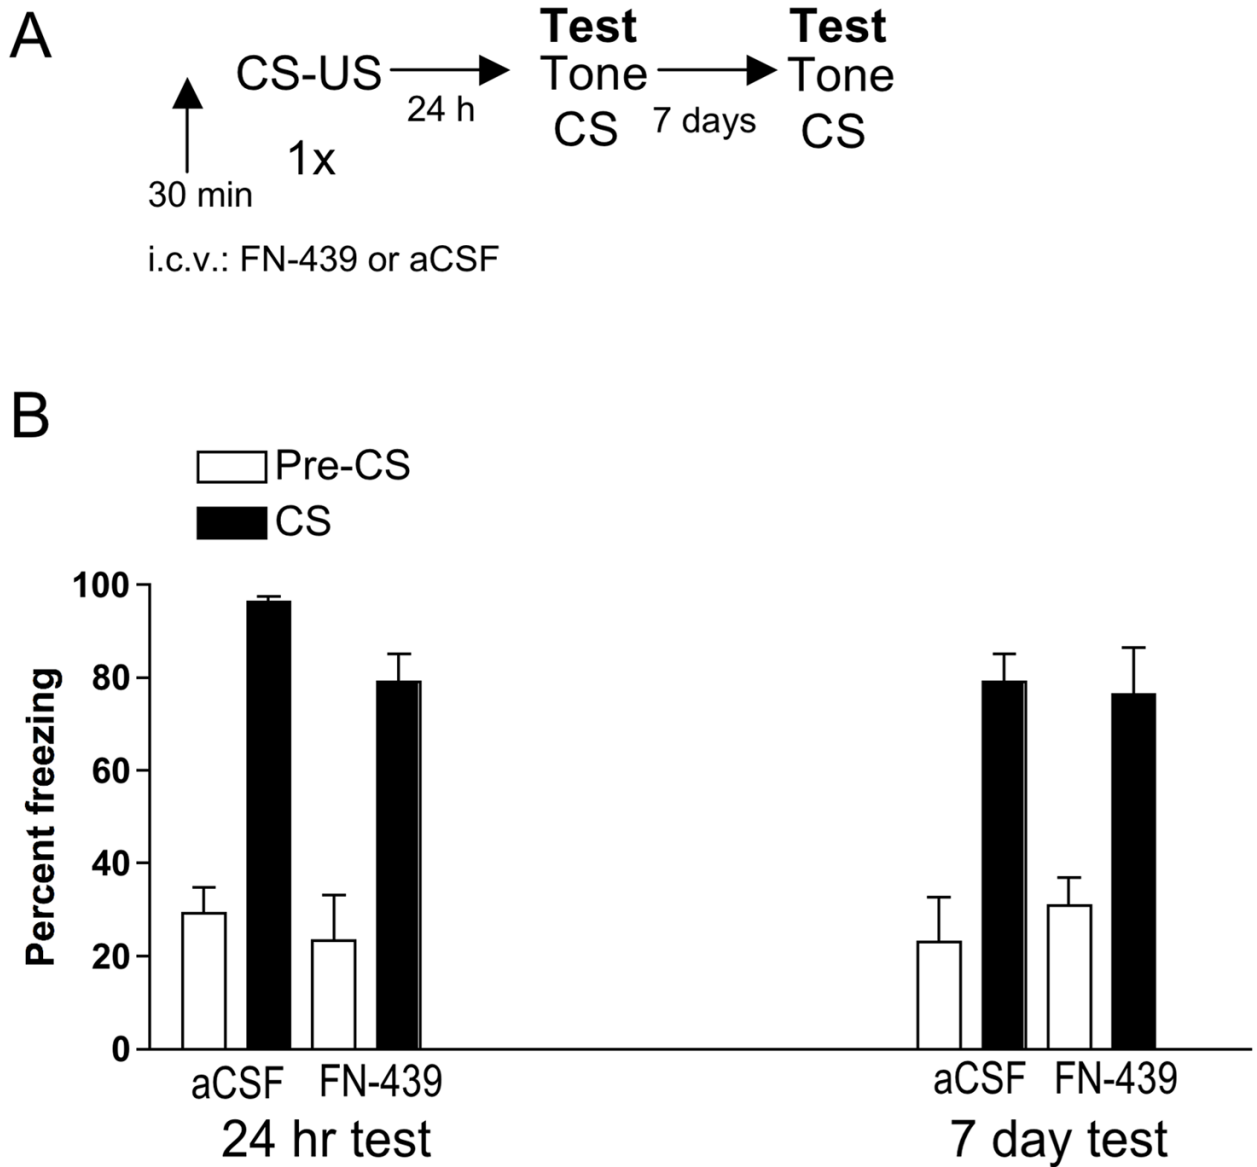 A
Test
Test
CS-US
Tone
Tone
24 h
7 days
CS
CS
1x
30 min
i.c.v.: FN-439 or aCSF
B
Pre-CS
CS
100
80
60
40
20
0
Percent freezing
aCSF
FN-439
aCSF
FN-439
24 hr test
7 day test